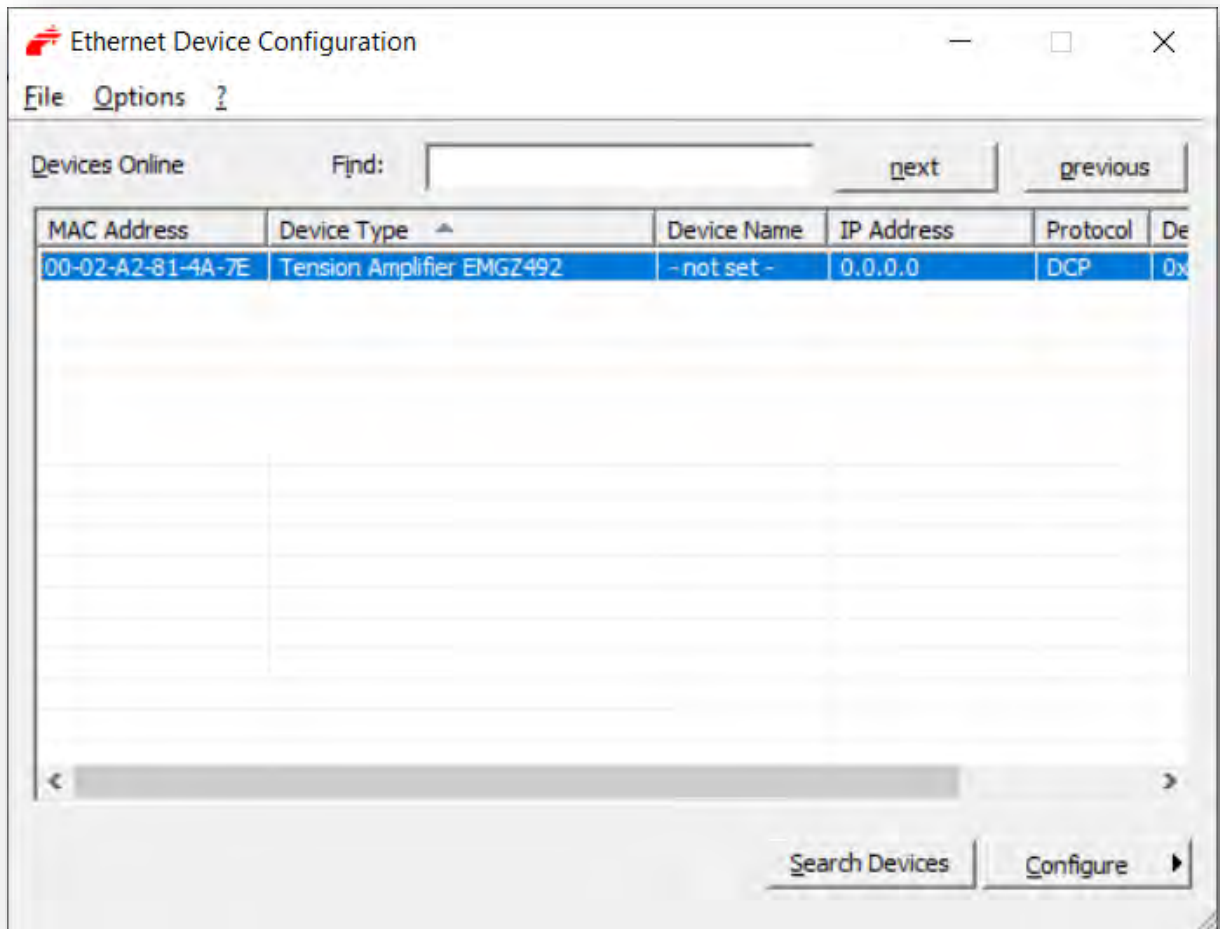 Ethernet Device Configuration
File Options ?
Devices Online Find: next previous
MAC Address Device Type Device Name IP Address Protocol De
00-02-A2-81-4A-7E Tension Amplifier EMGZ492 - not set - 0.0.0.0 DCP 0x
Search Devices Configure